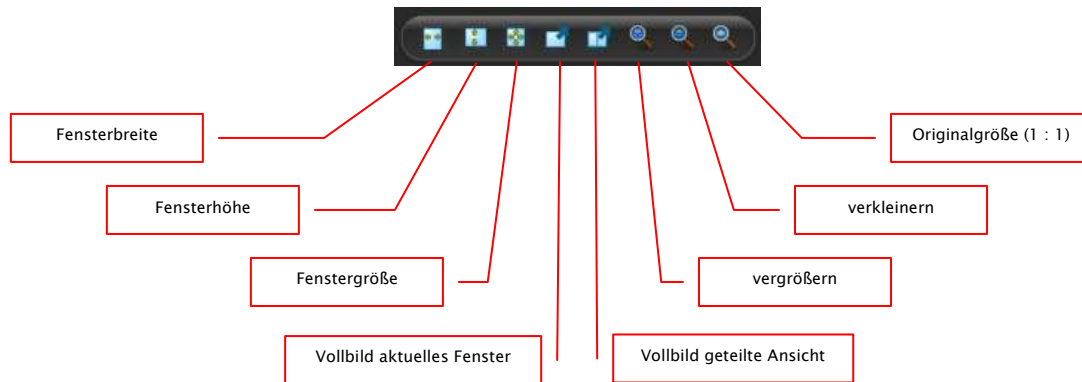 Fensterbreite
Originalgröße (1 : 1)
Fensterhöhe
verkleinern
Fenstergröße
vergrößern
Vollbild aktuelles Fenster
Vollbild geteilte Ansicht